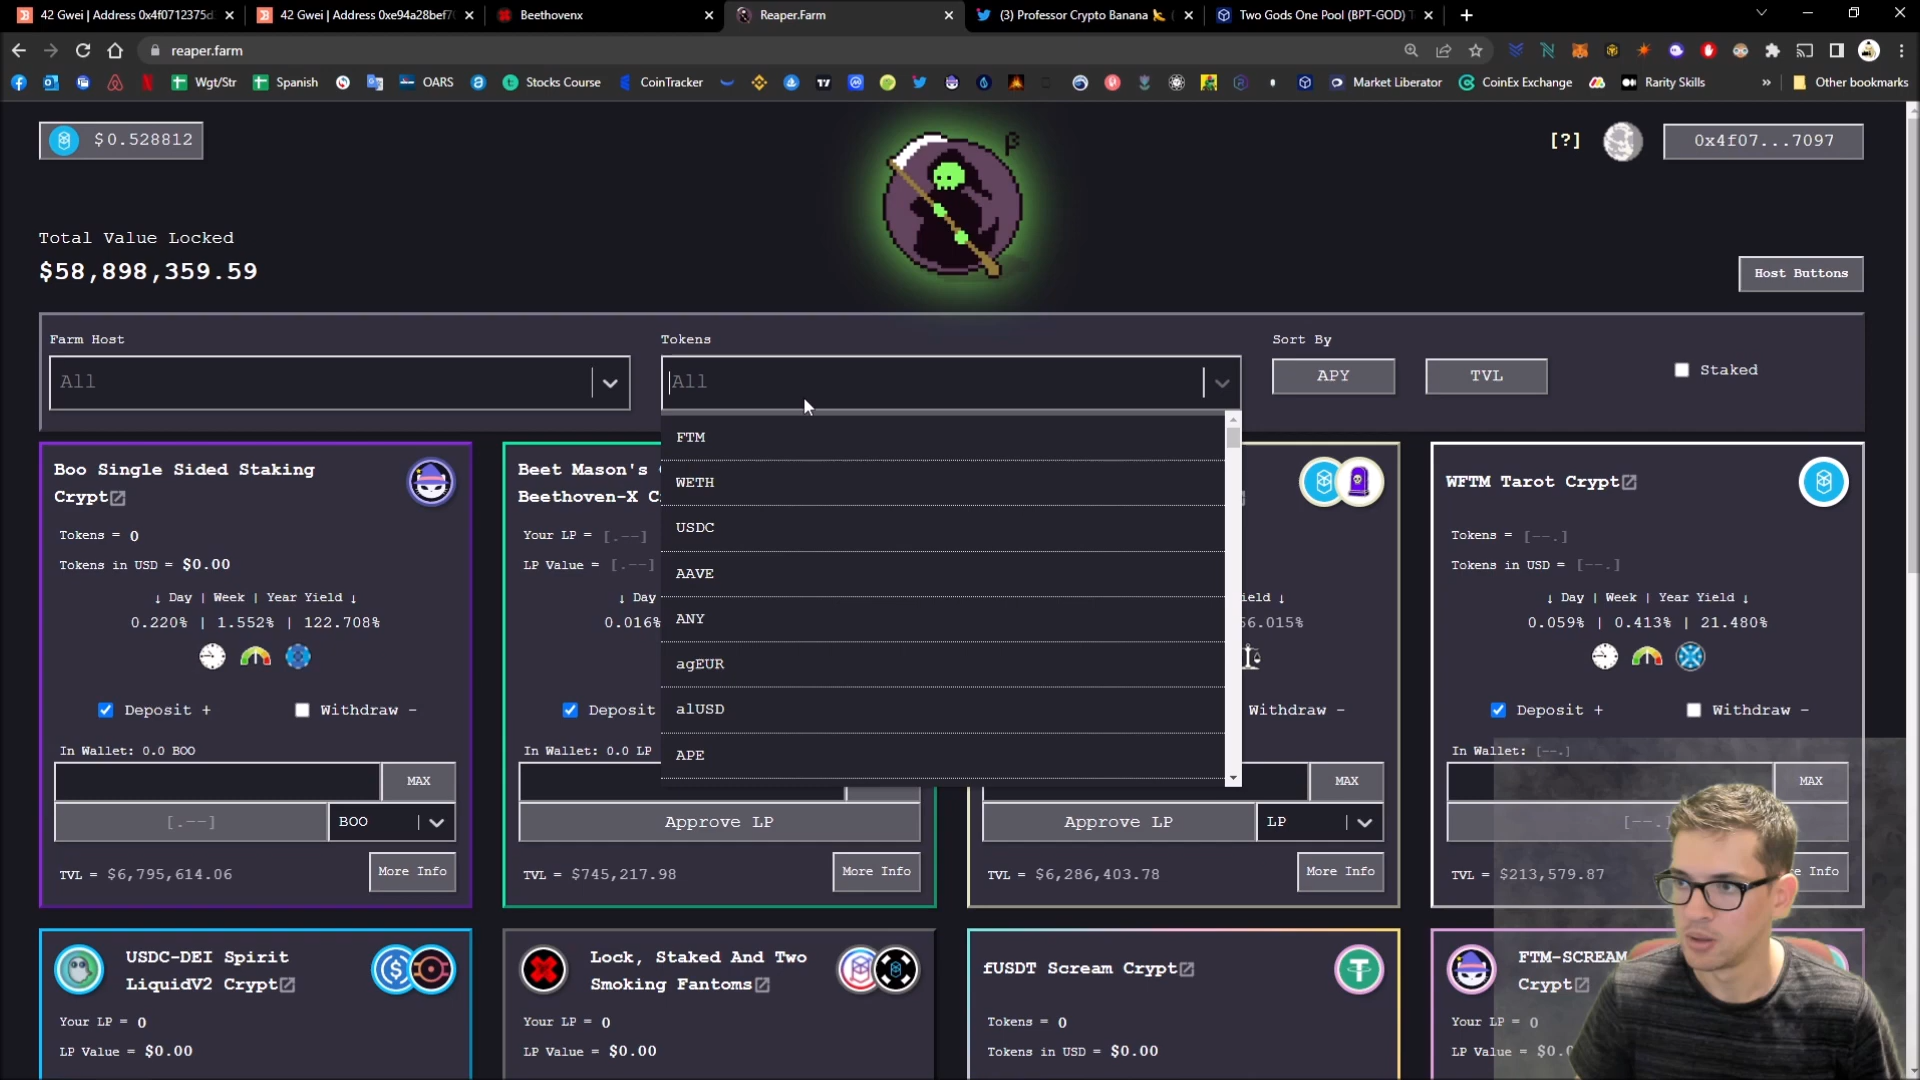 42 Gwei | Address 0x4f0712375d
42 Gwei | Address 0xe94a28bef7
Beethovenx
Reaper.Farm
(3) Professor Crypto Banana
Two Gods One Pool (BPT-GOD)
reaper.farm
Wgt/Str
Spanish
OARS
Stocks Course
CoinTracker
Market Liberator
CoinEx Exchange
Rarity Skills
Other bookmarks
$0.528812
β
[?]
0x4f07...7097
Total Value Locked
$58,898,359.59
Host Buttons
Farm Host
All
Tokens
All
Sort By
APY
TVL
Staked
FTM
WETH
USDC
AAVE
ANY
agEUR
alUSD
APE
Boo Single Sided Staking
Crypt
Tokens = 0
Tokens in USD = $0.00
↓ Day | Week | Year Yield ↓
0.220% | 1.552% | 122.708%
Deposit +
Withdraw -
In Wallet: 0.0 BOO
MAX
[.--]
BOO
TVL = $6,795,614.06
More Info
Beet Mason's
Beethoven-X C
Your LP = [.--]
LP Value = [.--]
↓ Day
0.016%
Deposit
In Wallet: 0.0 LP
Approve LP
TVL = $745,217.98
More Info
ield ↓
56.015%
Withdraw -
MAX
Approve LP
LP
TVL = $6,286,403.78
More Info
WFTM Tarot Crypt
Tokens = [--.]
Tokens in USD = [--.]
↓ Day | Week | Year Yield ↓
0.059% | 0.413% | 21.480%
Deposit +
Withdraw -
In Wallet: [--.]
MAX
[--.
TVL = $213,579.87
e Info
USDC-DEI Spirit
LiquidV2 Crypt
Your LP = 0
LP Value = $0.00
Lock, Staked And Two
Smoking Fantoms
Your LP = 0
LP Value = $0.00
fUSDT Scream Crypt
Tokens = 0
Tokens in USD = $0.00
FTM-SCREAM
Crypt
Your LP = 0
LP Value = $0.0